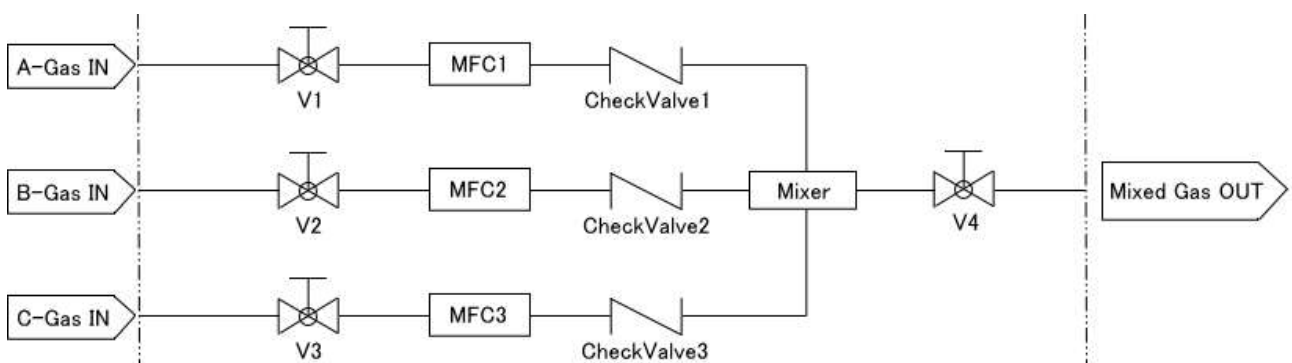 A-Gas IN
V1
MFC1
CheckValve1
B-Gas IN
V2
MFC2
CheckValve2
Mixer
V4
Mixed Gas OUT
C-Gas IN
V3
MFC3
CheckValve3